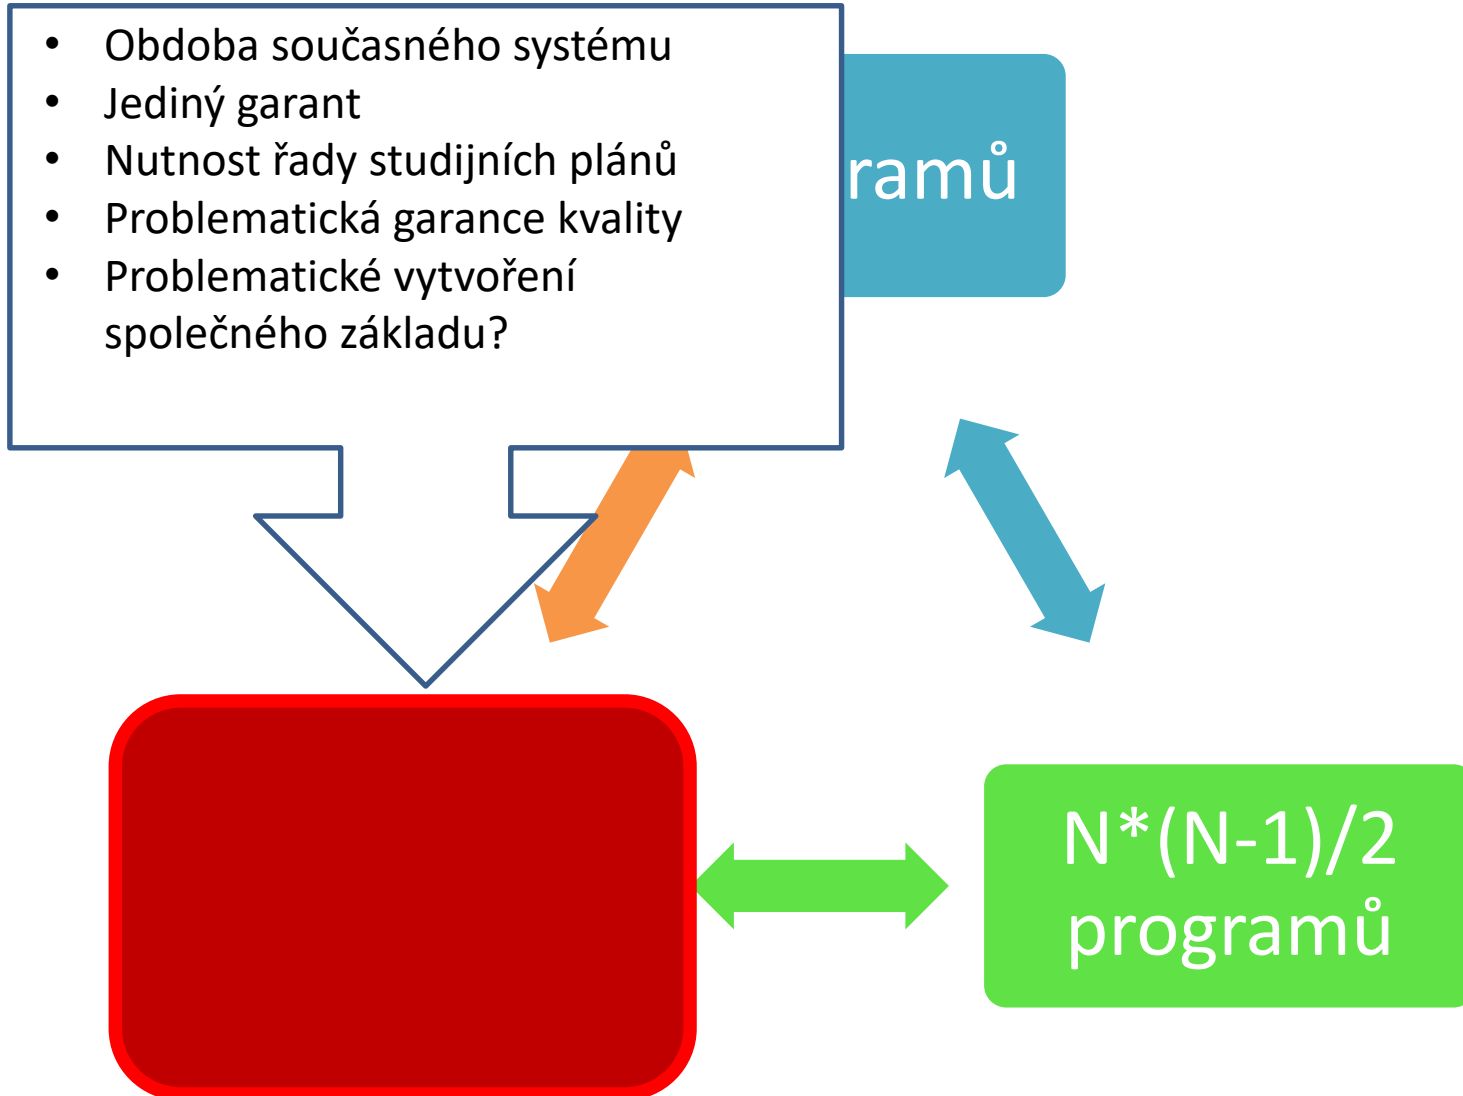 • Obdoba současného systému
• Jediný garant
• Nutnost řady studijních plánů
• Problematická garance kvality
• Problematické vytvoření
společného základu?
ramů
N*(N-1)/2
programů